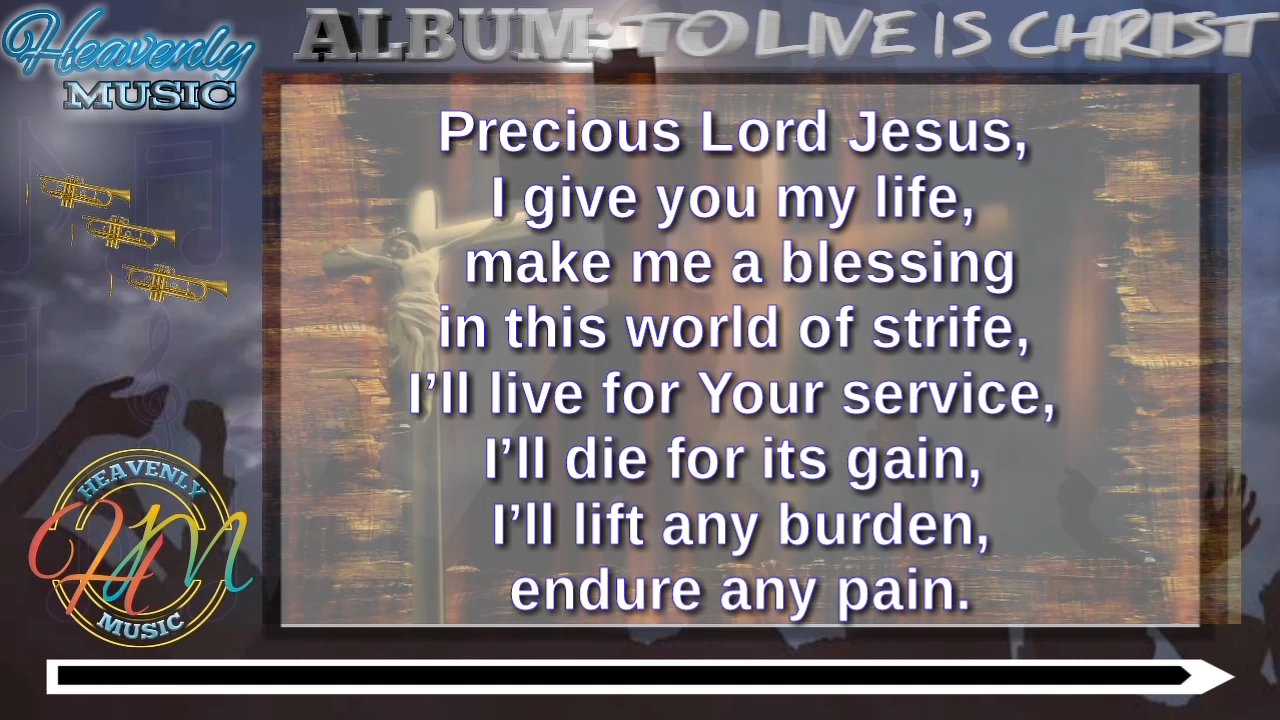 Heavenly
MUSIC
ALBUM: TO LIVE IS CHRIST
Precious Lord Jesus,
I give you my life,
make me a blessing
in this world of strife,
I’ll live for Your service,
I’ll die for its gain,
I’ll lift any burden,
endure any pain.
HEAVENLY
HM
MUSIC